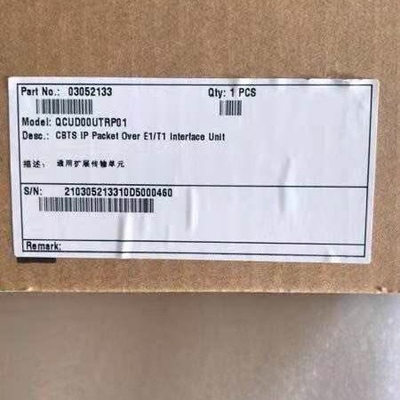 Part No.: 03052133 Qty: 1 PCS
Model: QCUD00UTRP01
Desc.: CBTS IP Packet Over E1/T1 Interface Unit
描述: 通用扩展传输单元
S/N: 210305213310D5000460
Remark: